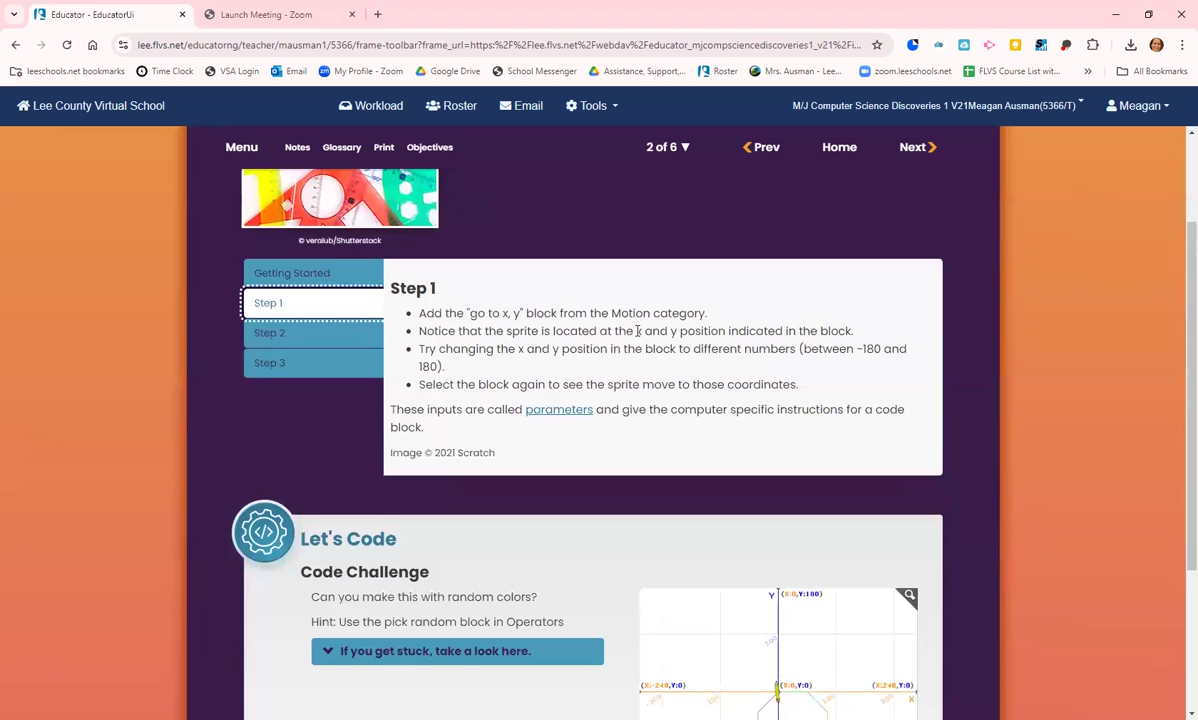 Educator - EducatorUi
Launch Meeting - Zoom
lee.flvs.net/educatorng/teacher/mausman1/5366/frame-toolbar?frame_url=https:%2F%2Flee.flvs.net%2Fwebdav%2Feducator_mjcompsciencediscoveries1_v21%2Fi...
leeschools.net bookmarks
Time Clock
VSA Login
Email
My Profile - Zoom
Google Drive
School Messenger
Assistance, Support,...
Roster
Mrs. Ausman - Lee...
zoom.leeschools.net
FLVS Course List wit...
All Bookmarks
Lee County Virtual School
Workload
Roster
Email
Tools
M/J Computer Science Discoveries 1 V21Meagan Ausman(5366/T)
Meagan
Menu
Notes
Glossary
Print
Objectives
2 of 6 ▼
Prev
Home
Next
© veralub/Shutterstock
Getting Started
Step 1
Step 2
Step 3
Step 1
• Add the "go to x, y" block from the Motion category.
• Notice that the sprite is located at the x and y position indicated in the block.
• Try changing the x and y position in the block to different numbers (between -180 and
180).
• Select the block again to see the sprite move to those coordinates.
These inputs are called parameters and give the computer specific instructions for a code
block.
Image © 2021 Scratch
Let's Code
Code Challenge
Can you make this with random colors?
Hint: Use the pick random block in Operators
If you get stuck, take a look here.
Y
(X:0,Y:180)
100
(X:-240,Y:0)
(X:0,Y:0)
(X:240,Y:0)
-200
-100
100
200
X